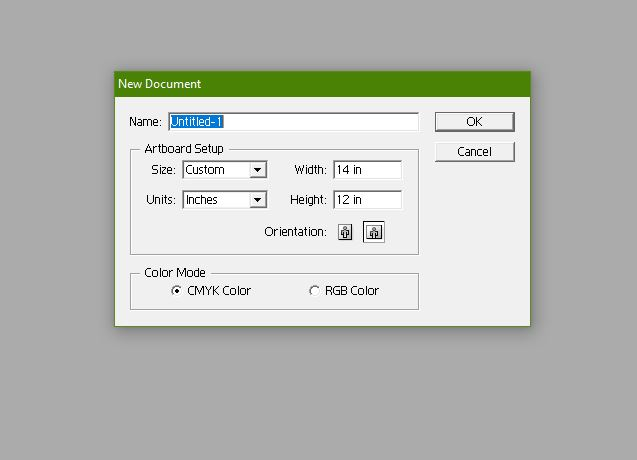 New Document
Name: Untitled-1 OK
Cancel
Artboard Setup
Size: Custom Width: 14 in
Units: Inches Height: 12 in
Orientation:
Color Mode
CMYK Color RGB Color